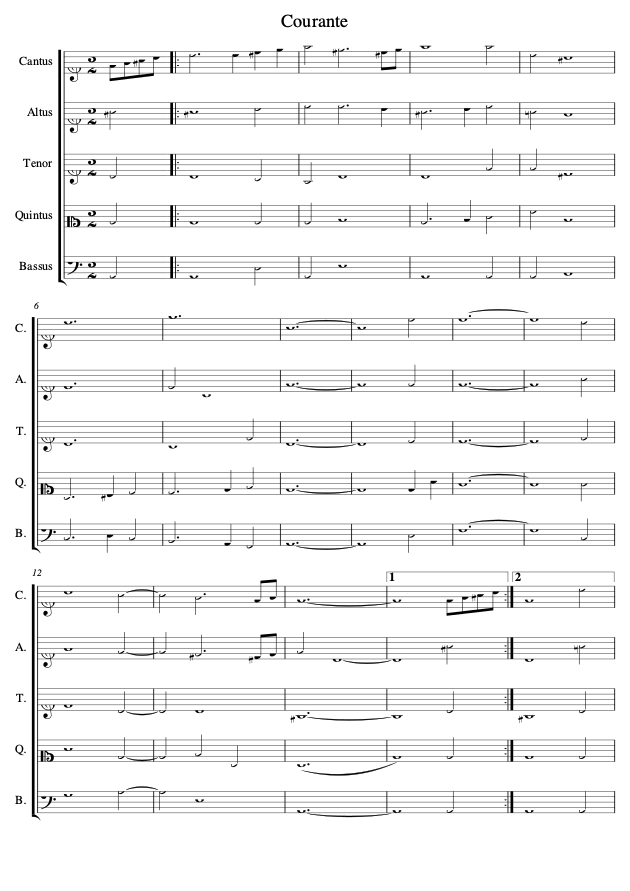 Courante
Cantus
Altus
Tenor
Quintus
Bassus
6
C.
A.
T.
Q.
B.
12
1
2
C.
A.
T.
Q.
B.